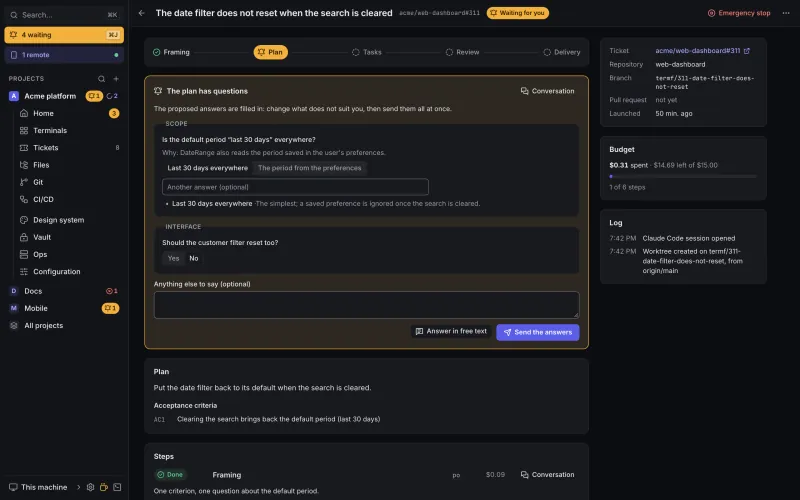 Search...
⌘K
4 waiting
⌘J
1 remote
PROJECTS
A Acme platform 1 2
Home 3
Terminals
Tickets 8
Files
Git
CI/CD
Design system
Vault
Ops
Configuration
D Docs 1
M Mobile 1
All projects
This machine
The date filter does not reset when the search is cleared acme/web-dashboard#311 Waiting for you
Emergency stop
Framing
Plan
Tasks
Review
Delivery
The plan has questions
Conversation
The proposed answers are filled in: change what does not suit you, then send them all at once.
SCOPE
Is the default period "last 30 days" everywhere?
Why: DateRange also reads the period saved in the user's preferences.
Last 30 days everywhere The period from the preferences
Another answer (optional)
• Last 30 days everywhere · The simplest; a saved preference is ignored once the search is cleared.
INTERFACE
Should the customer filter reset too?
Yes No
Anything else to say (optional)
Answer in free text
Send the answers
Plan
Put the date filter back to its default when the search is cleared.
Acceptance criteria
AC1 Clearing the search brings back the default period (last 30 days)
Steps
Done Framing po $0.09 Conversation
One criterion, one question about the default period.
Ticket acme/web-dashboard#311
Repository web-dashboard
Branch termf/311-date-filter-does-
not-reset
Pull request not yet
Launched 50 min. ago
Budget
$0.31 spent · $14.69 left of $15.00
1 of 6 steps
Log
7:42 PM Claude Code session opened
7:42 PM Worktree created on termf/311-
date-filter-does-not-reset, from
origin/main